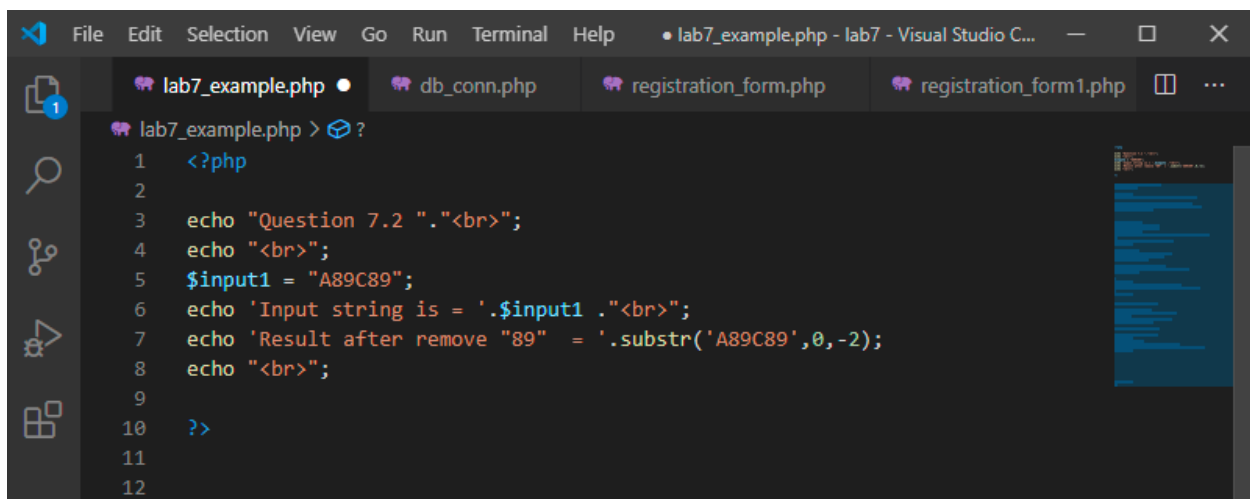 File Edit Selection View Go Run Terminal Help ● lab7_example.php - lab7 - Visual Studio C...
lab7_example.php ● db_conn.php registration_form.php registration_form1.php ...
1
lab7_example.php > ?
1 <?php
2
3 echo "Question 7.2 "."<br>";
4 echo "<br>";
5 $input1 = "A89C89";
6 echo 'Input string is = '.$input1 ."<br>";
7 echo 'Result after remove "89"  = '.substr('A89C89',0,-2);
8 echo "<br>";
9
10 ?>
11
12